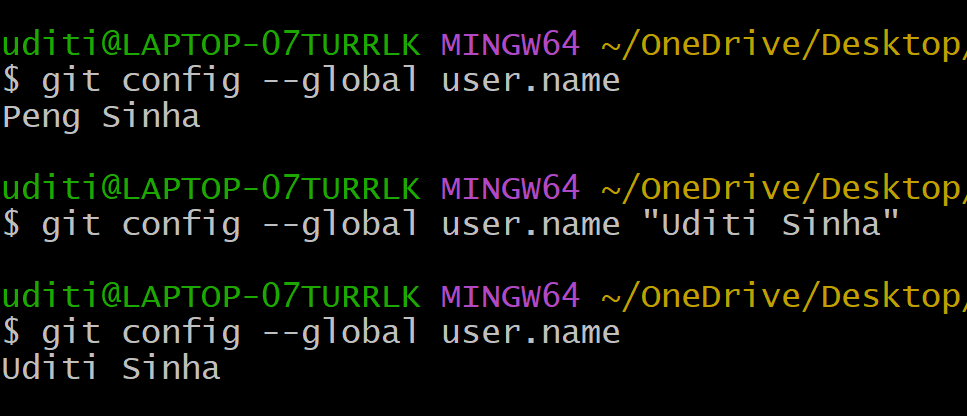 uditi@LAPTOP-07TURRLK MINGW64 ~/OneDrive/Desktop/
$ git config --global user.name
Peng Sinha
uditi@LAPTOP-07TURRLK MINGW64 ~/OneDrive/Desktop/
$ git config --global user.name "Uditi Sinha"
uditi@LAPTOP-07TURRLK MINGW64 ~/OneDrive/Desktop/
$ git config --global user.name
Uditi Sinha